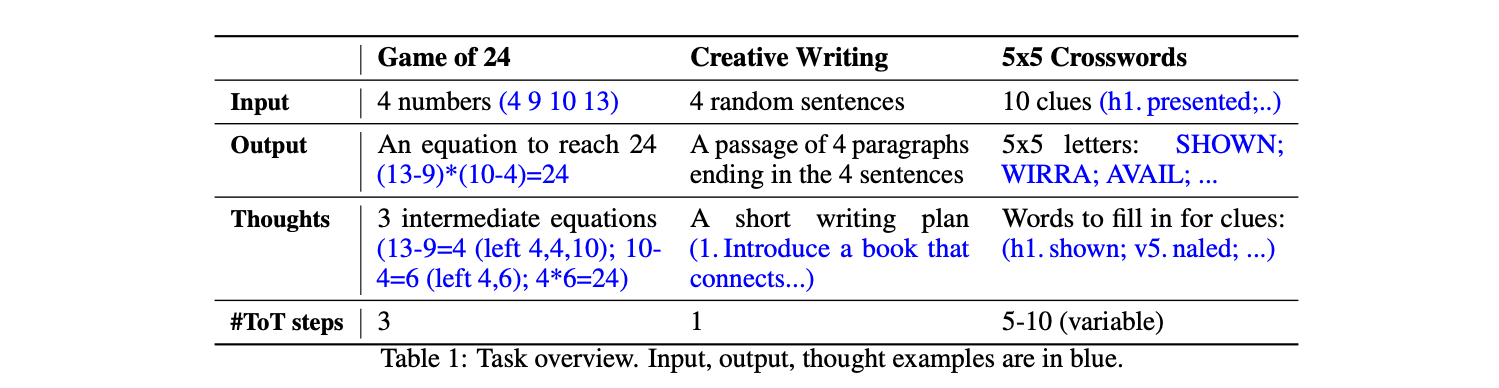 Game of 24 Creative Writing 5x5 Crosswords
Input 4 numbers (4 9 10 13) 4 random sentences 10 clues (h1. presented;..)
Output An equation to reach 24 A passage of 4 paragraphs 5x5 letters: SHOWN;
(13-9)*(10-4)=24 ending in the 4 sentences WIRRA; AVAIL; ...
Thoughts 3 intermediate equations A short writing plan Words to fill in for clues:
(13-9=4 (left 4,4,10); 10- (1. Introduce a book that (h1. shown; v5. naled; ...)
4=6 (left 4,6); 4*6=24) connects...)
#ToT steps 3 1 5-10 (variable)
Table 1: Task overview. Input, output, thought examples are in blue.